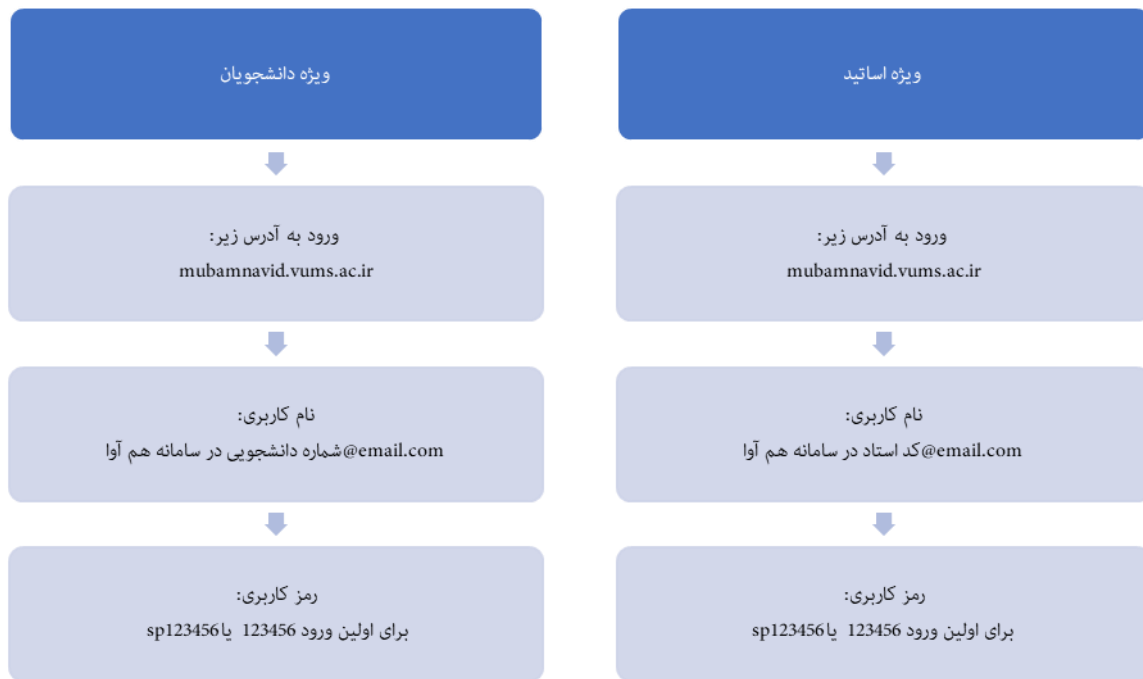 ویژه اساتید
ورود به آدرس زیر:
mubamnavid.vums.ac.ir
نام کاربری:
کد استاد در سامانه هم آوا@email.com
رمز کاربری:
برای اولین ورود 123456 یا sp123456
ویژه دانشجویان
ورود به آدرس زیر:
mubamnavid.vums.ac.ir
نام کاربری:
شماره دانشجویی در سامانه هم آوا@email.com
رمز کاربری:
برای اولین ورود 123456 یا sp123456